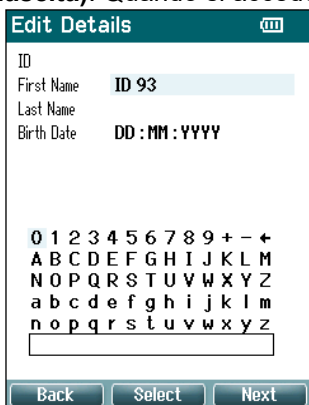 Edit Details
ID
First Name ID 93
Last Name
Birth Date DD : MM : YYYY
0 1 2 3 4 5 6 7 8 9 + - ←
A B C D E F G H I J K L M
N O P Q R S T U V W X Y Z
a b c d e f g h i j k l m
n o p q r s t u v w x y z
Back Select Next